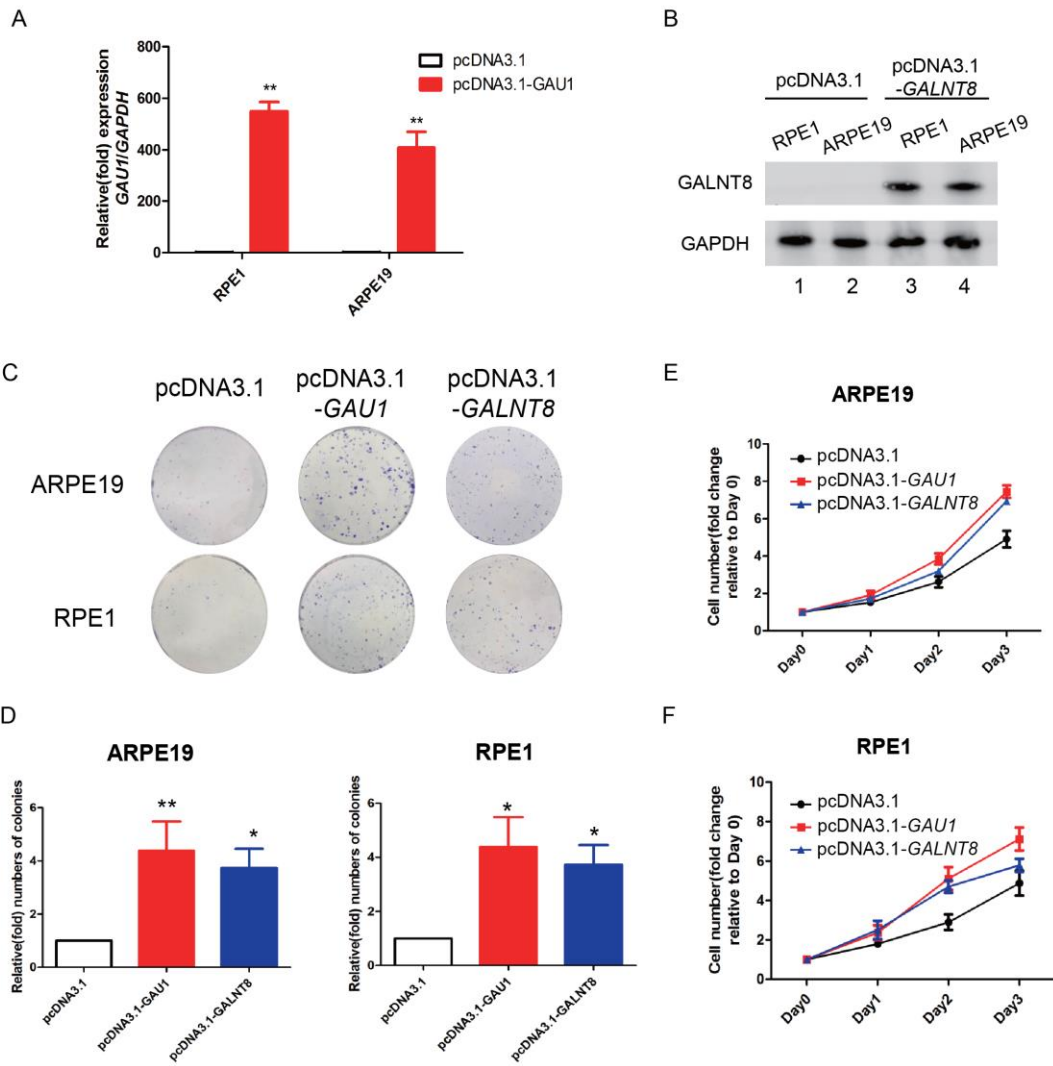 A
800
600
400
200
0
Relative(fold) expression
GAU1/GAPDH
pcDNA3.1
pcDNA3.1-GAU1
**
**
RPE1
ARPE19
B
pcDNA3.1
pcDNA3.1
-GALNT8
RPE1
ARPE19
RPE1
ARPE19
GALNT8
GAPDH
1 2 3 4
C
pcDNA3.1
pcDNA3.1
-GAU1
pcDNA3.1
-GALNT8
ARPE19
RPE1
D
ARPE19
Relative(fold) numbers of colonies
6
4
2
0
**
*
pcDNA3.1
pcDNA3.1-GAU1
pcDNA3.1-GALNT8
RPE1
Relative(fold) numbers of colonies
6
4
2
0
*
*
pcDNA3.1
pcDNA3.1-GAU1
pcDNA3.1-GALNT8
E
ARPE19
Cell number(fold change
relative to Day 0)
10
8
6
4
2
0
pcDNA3.1
pcDNA3.1-GAU1
pcDNA3.1-GALNT8
Day0
Day1
Day2
Day3
F
RPE1
Cell number(fold change
relative to Day 0)
10
8
6
4
2
0
pcDNA3.1
pcDNA3.1-GAU1
pcDNA3.1-GALNT8
Day0
Day1
Day2
Day3